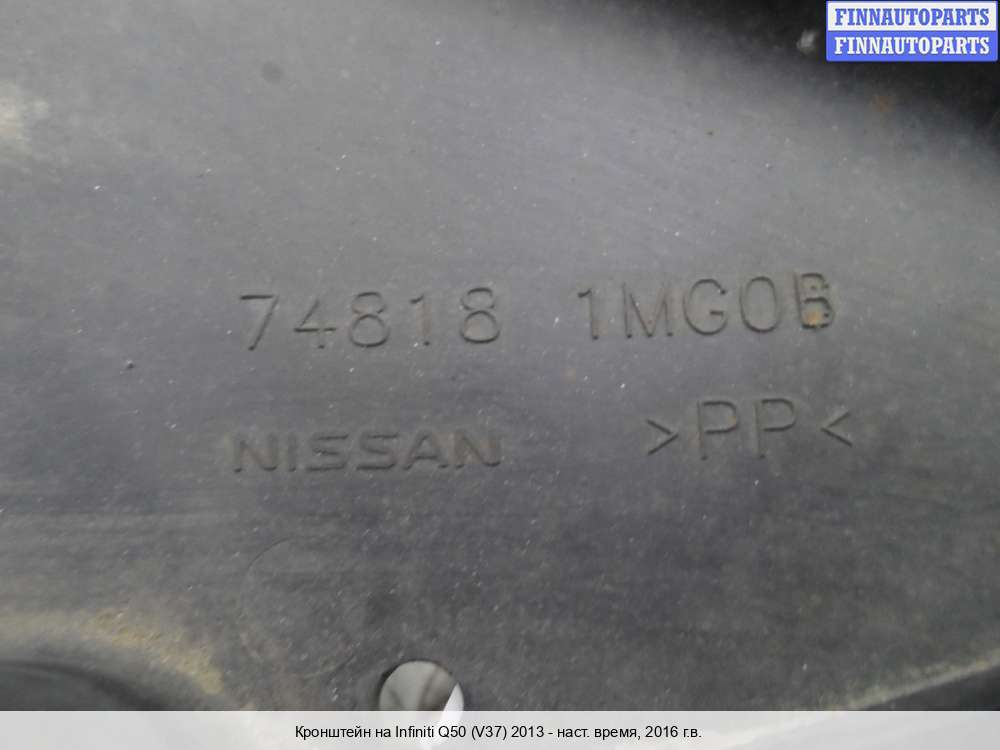 FINNAUTOPARTS
FINNAUTOPARTS
74818 1MG0B
NISSAN >PP<
Кронштейн на Infiniti Q50 (V37) 2013 - наст. время, 2016 г.в.